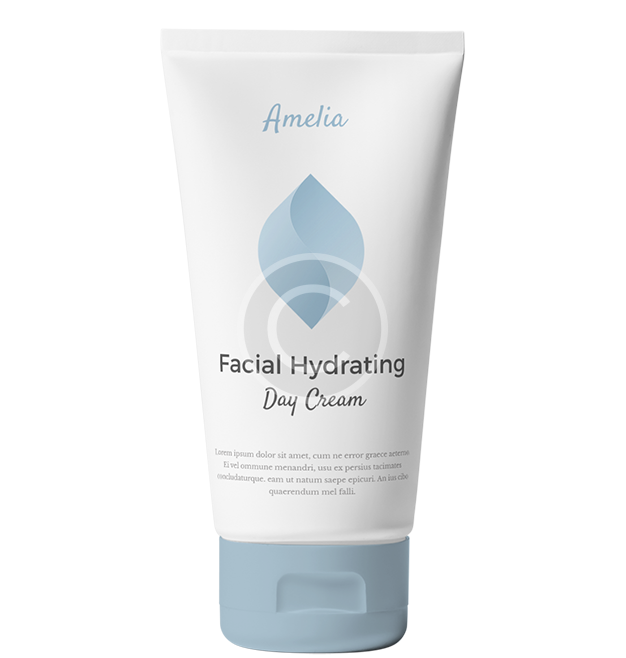 Amelia
Facial Hydrating
Day Cream
Lorem ipsum dolor sit amet, cum ne error graece aeterno.
Ei vel ommune menandri, usu ex persius tacimates
concludaturque. eam ut natum saepe epicuri. An ius cibo
quaerendum mel falli.